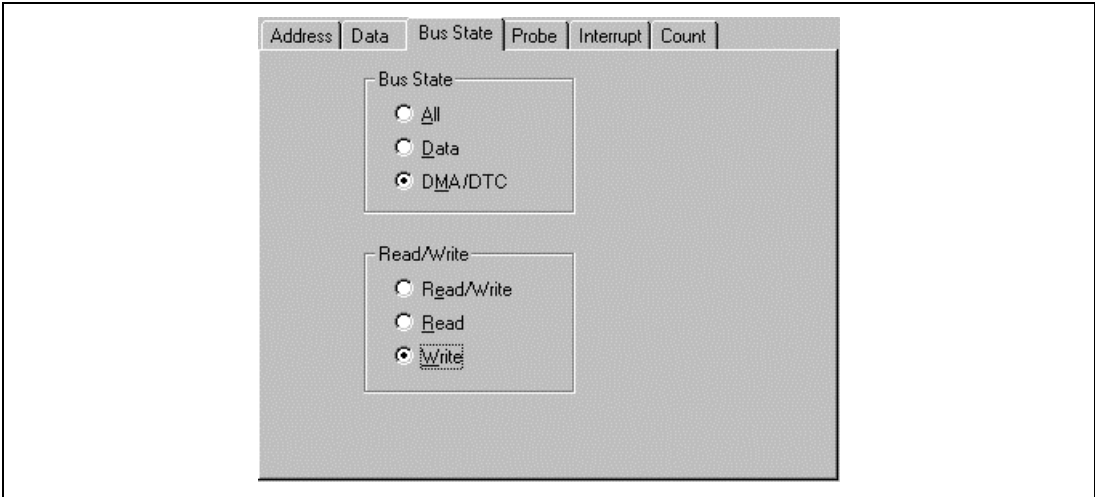 Address Data Bus State Probe Interrupt Count
Bus State
All
Data
DMA/DTC
Read/Write
Read/Write
Read
Write